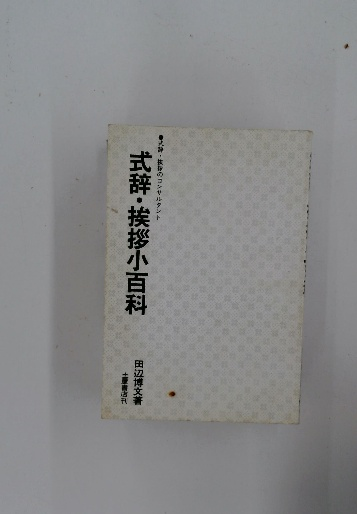 ●式辞・挨拶のコンサルタント
式辞・挨拶小百科
田辺博文著
土屋書店刊